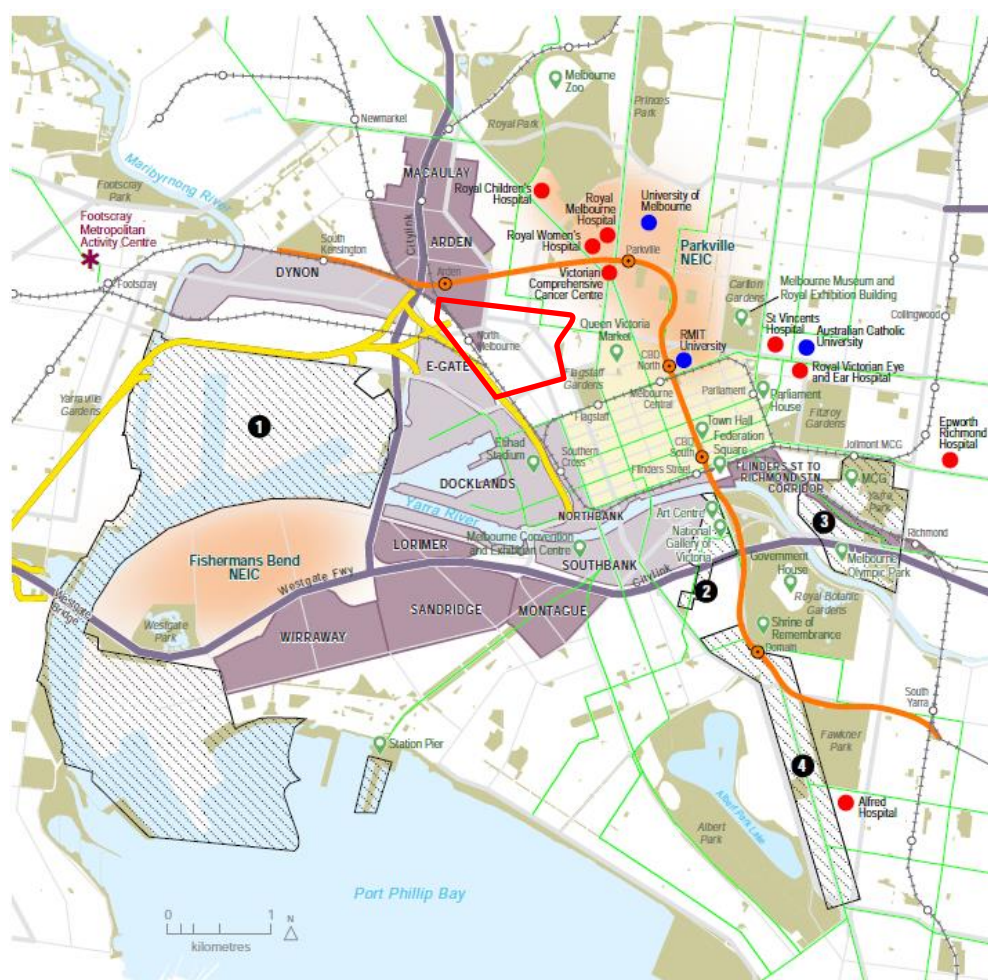 Melbourne
Zoo
Princes
Park
Royal Park
Newmarket
Maribyrnong River
MACAULAY
Footscray
Park
Royal Children's
Hospital
Royal
Melbourne
Hospital
University of
Melbourne
Citylink
ARDEN
Royal Women's
Hospital
Footscray
Metropolitan
Activity Centre
South
Kensington
Parkville
Parkville
NEIC
DYNON
Arden
Victorian
Comprehensive
Cancer Centre
Carlton
Gardens
Melbourne Museum and
Royal Exhibition Building
Footscray
Collingwood
St Vincents
Hospital
Queen Victoria
Market
Australian Catholic
University
North
Melbourne
RMIT
University
CBD
North
Royal Victorian Eye
and Ear Hospital
E-GATE
Flagstaff
Gardens
Melbourne
Central
Parliament
Parliament
House
Yarraville
Gardens
Fitzroy
Gardens
Flagstaff
Epworth
Richmond
Hospital
1
Town Hall
Etihad
Stadium
Southern
Cross
CBD
South
Federation
Square
Jolimont MCG
Flinders Street
FLINDERS ST TO
RICHMOND STN
CORRIDOR
MCG
DOCKLANDS
Yarra
Park
Yarra River
NORTHBANK
Art Centre
3
LORIMER
Melbourne Convention
and Exhibition Centre
National
Gallery of
Victoria
Richmond
Fishermans Bend
NEIC
SOUTHBANK
Government
House
Melbourne
Olympic Park
Westgate Fwy
Citylink
Westgate
Bridge
2
Royal Botanic
Gardens
SANDRIDGE
MONTAGUE
Westgate
Park
Shrine of
Remembrance
WIRRAWAY
Domain
South
Yarra
Fawkner
Park
Station Pier
4
Alfred
Hospital
Albert Park Lake
Albert
Park
Port Phillip Bay
0
1
N
kilometres